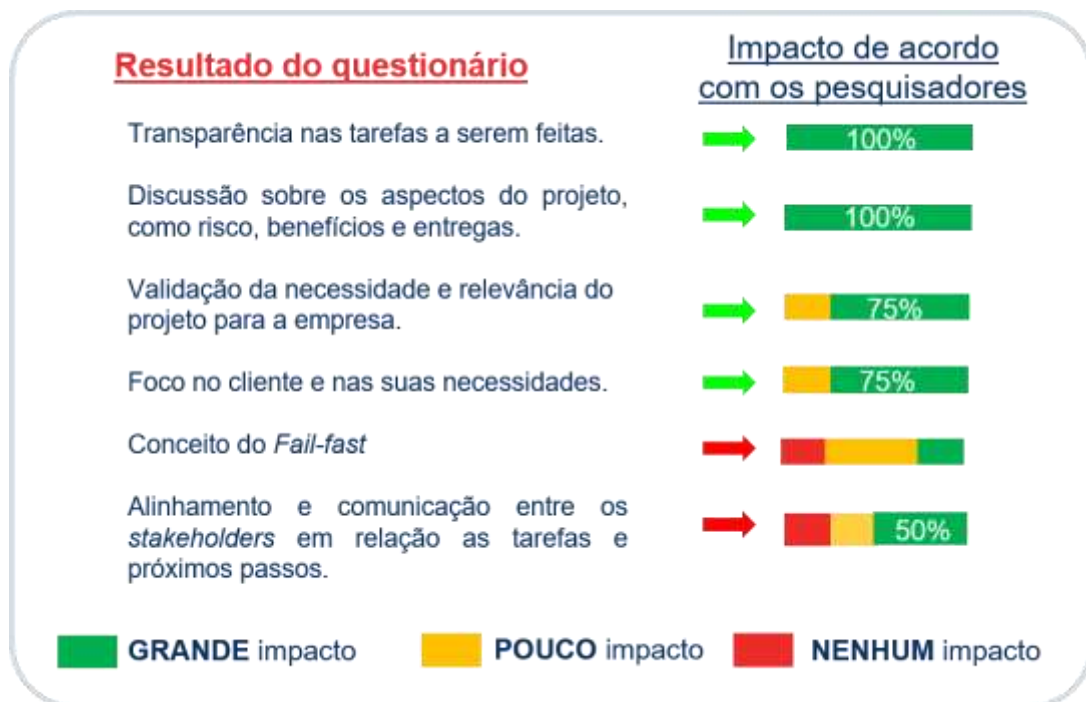 Resultado do questionário
Impacto de acordo
com os pesquisadores
Transparência nas tarefas a serem feitas.
100%
Discussão sobre os aspectos do projeto,
como risco, benefícios e entregas.
100%
Validação da necessidade e relevância do
projeto para a empresa.
75%
Foco no cliente e nas suas necessidades.
75%
Conceito do Fail-fast
Alinhamento e comunicação entre os
stakeholders em relação as tarefas e
próximos passos.
50%
GRANDE impacto
POUCO impacto
NENHUM impacto